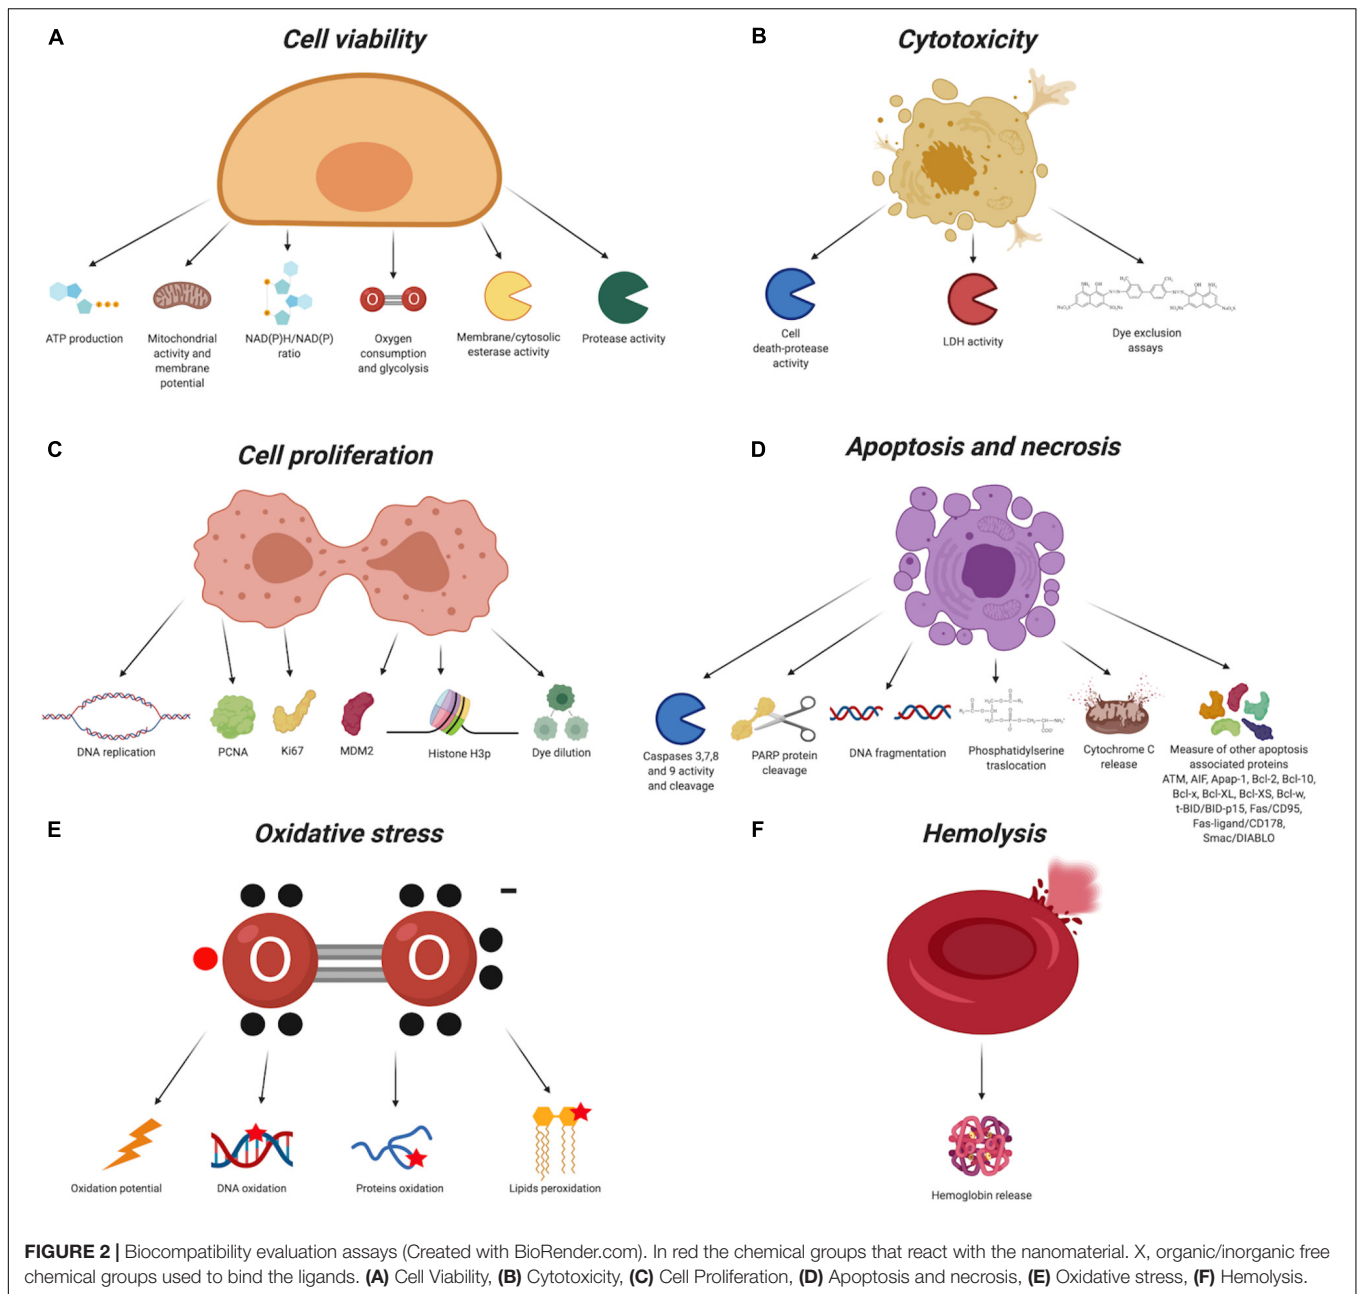 A
Cell viability
ATP production
Mitochondrial
activity and
membrane
potential
NAD(P)H/NAD(P)
ratio
O O
Oxygen
consumption
and glycolysis
Membrane/cytosolic
esterase activity
Protease activity
B
Cytotoxicity
Cell
death-protease
activity
LDH activity
Dye exclusion
assays
C
Cell proliferation
DNA replication
PCNA
Ki67
MDM2
Histone H3p
Dye dilution
D
Apoptosis and necrosis
Caspases 3,7,8
and 9 activity
and cleavage
PARP protein
cleavage
DNA fragmentation
Phosphatidylserine
traslocation
Cytochrome C
release
Measure of other apoptosis
associated proteins
ATM, AIF, Apap-1, Bcl-2, Bcl-10,
Bcl-x, Bcl-XL, Bcl-XS, Bcl-w,
t-BID/BID-p15, Fas/CD95,
Fas-ligand/CD178,
Smac/DIABLO
E
Oxidative stress
O O
Oxidation potential
DNA oxidation
Proteins oxidation
Lipids peroxidation
F
Hemolysis
Hemoglobin release
FIGURE 2 | Biocompatibility evaluation assays (Created with BioRender.com). In red the chemical groups that react with the nanomaterial. X, organic/inorganic free
chemical groups used to bind the ligands. (A) Cell Viability, (B) Cytotoxicity, (C) Cell Proliferation, (D) Apoptosis and necrosis, (E) Oxidative stress, (F) Hemolysis.